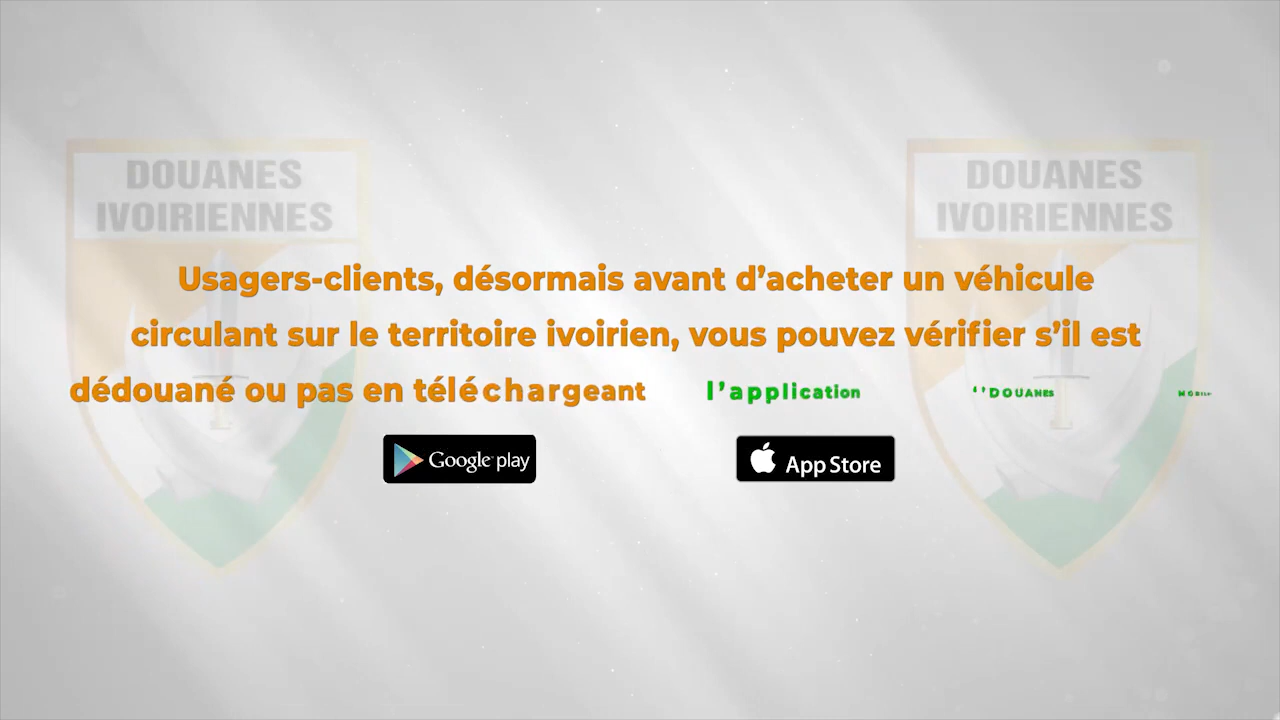 DOUANES
IVOIRIENNES
DOUANES
IVOIRIENNES
Usagers-clients, désormais avant d’acheter un véhicule
circulant sur le territoire ivoirien, vous pouvez vérifier s’il est
dédouané ou pas en téléchargeant l’application ‘’DOUANES
Google play
App Store